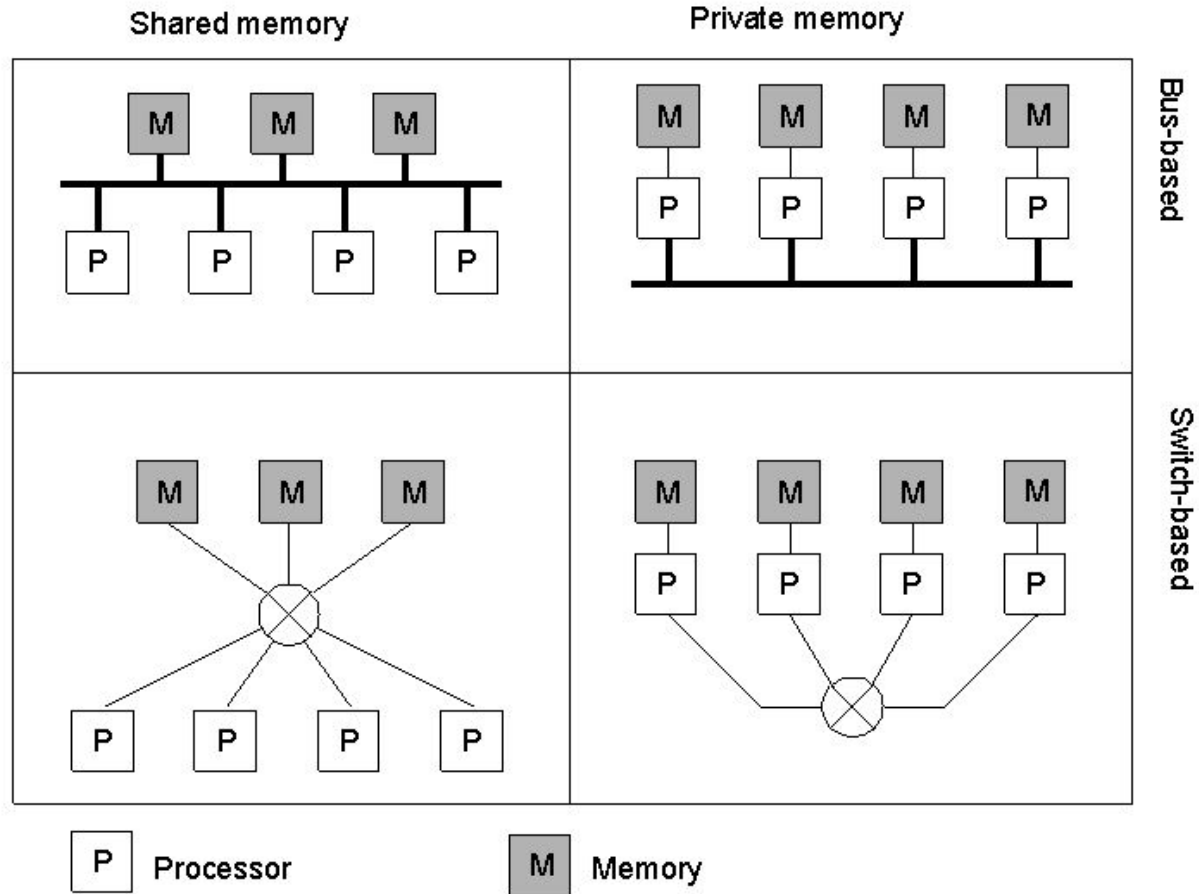 Shared memory
Private memory
Bus-based
M M M
P P P P
M M M M
P P P P
Switch-based
M M M
P P P P
M M M M
P P P P
P Processor
M Memory